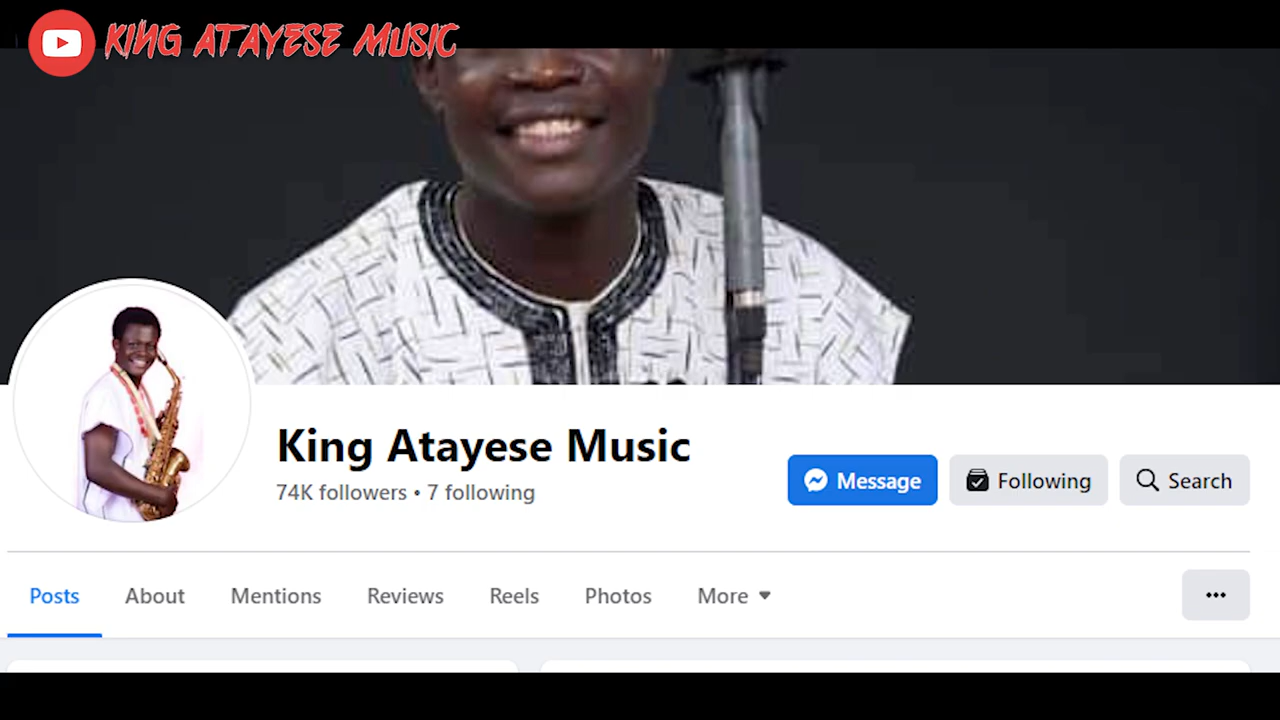 KING ATAYESE MUSIC
King Atayese Music
74K followers • 7 following
Message
Following
Search
Posts
About
Mentions
Reviews
Reels
Photos
More